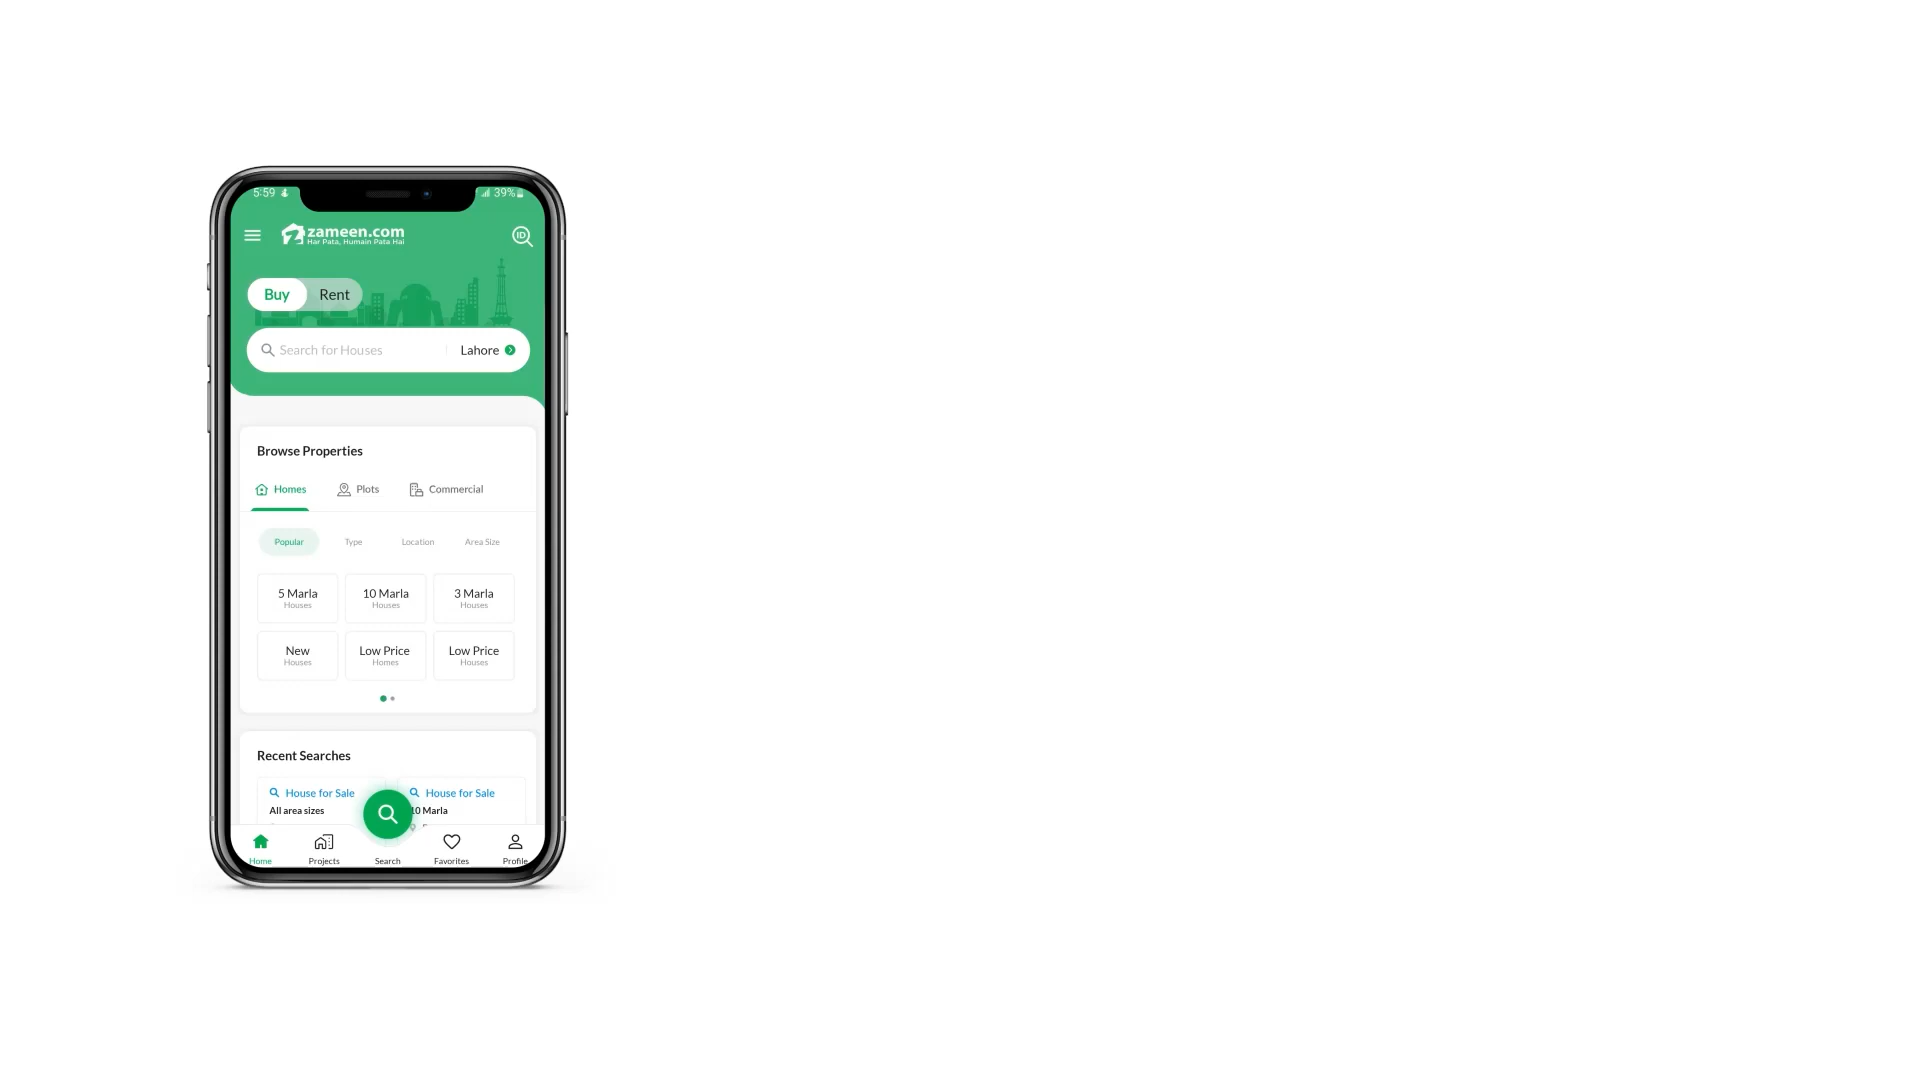 5:59
39%
zameen.com
Har Pata, Humain Pata Hai
ID
Buy Rent
Search for Houses Lahore
Browse Properties
Homes Plots Commercial
Popular Type Location Area Size
5 Marla 10 Marla 3 Marla
Houses Houses Houses
New Low Price Low Price
Houses Homes Houses
Recent Searches
House for Sale House for Sale
All area sizes 10 Marla
Home Projects Search Favorites Profile